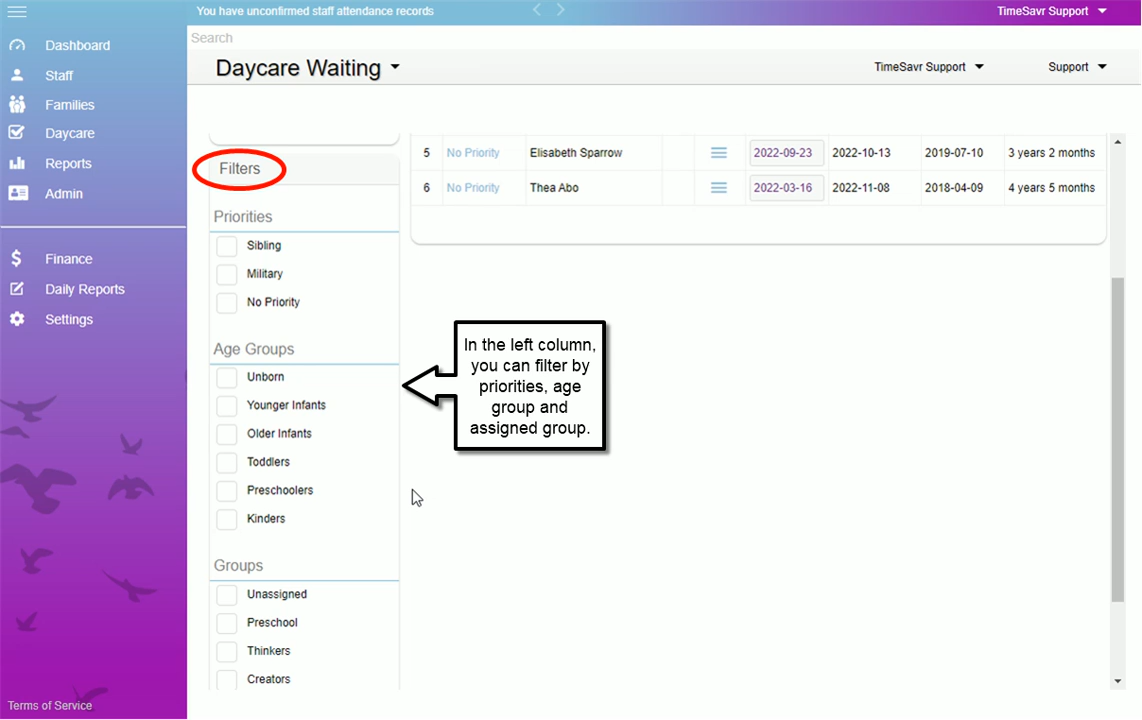 You have unconfirmed staff attendance records
TimeSavr Support
Search
Dashboard
Staff
Families
Daycare
Reports
Admin
Finance
Daily Reports
Settings
Terms of Service
Daycare Waiting
TimeSavr Support
Support
Filters
Priorities
Sibling
Military
No Priority
Age Groups
Unborn
Younger Infants
Older Infants
Toddlers
Preschoolers
Kinders
Groups
Unassigned
Preschool
Thinkers
Creators
5 No Priority Elisabeth Sparrow 2022-09-23 2022-10-13 2019-07-10 3 years 2 months
6 No Priority Thea Abo 2022-03-16 2022-11-08 2018-04-09 4 years 5 months
In the left column,
you can filter by
priorities, age
group and
assigned group.